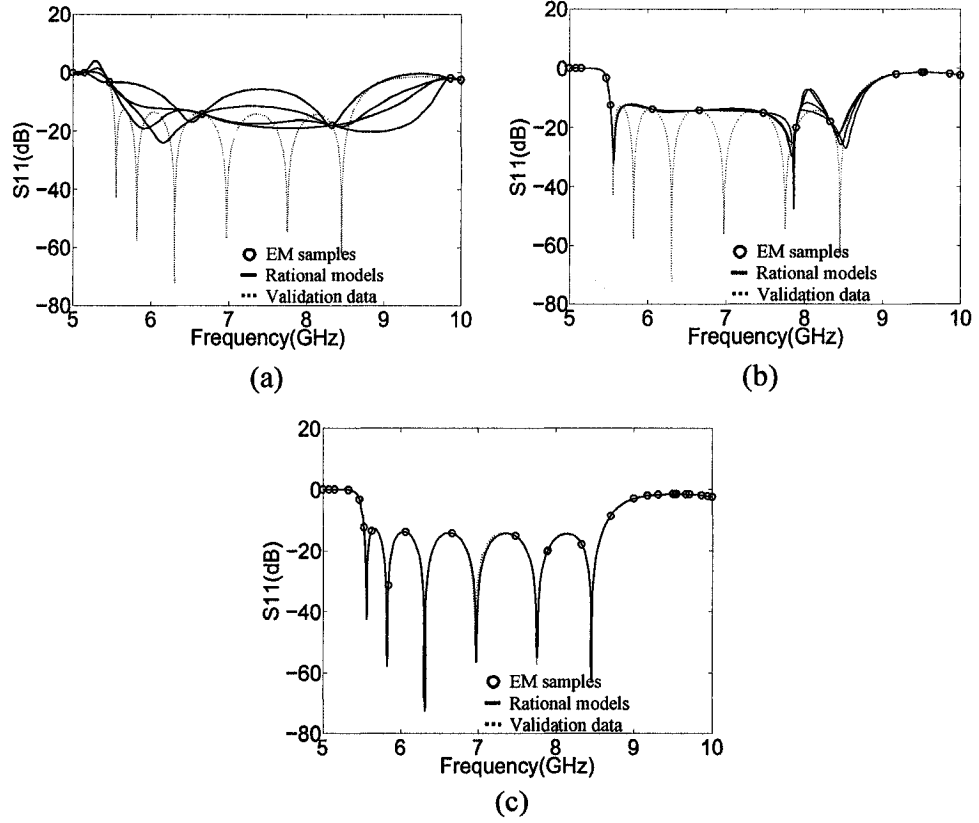 20
0
−20
−40
−60
−80
S11(dB)
EM samples
Rational models
Validation data
5 6 7 8 9 10
Frequency(GHz)
(a)
20
0
−20
−40
−60
−80
S11(dB)
EM samples
Rational models
Validation data
5 6 7 8 9 10
Frequency(GHz)
(b)
20
0
−20
−40
−60
−80
S11(dB)
EM samples
Rational models
Validation data
5 6 7 8 9 10
Frequency(GHz)
(c)